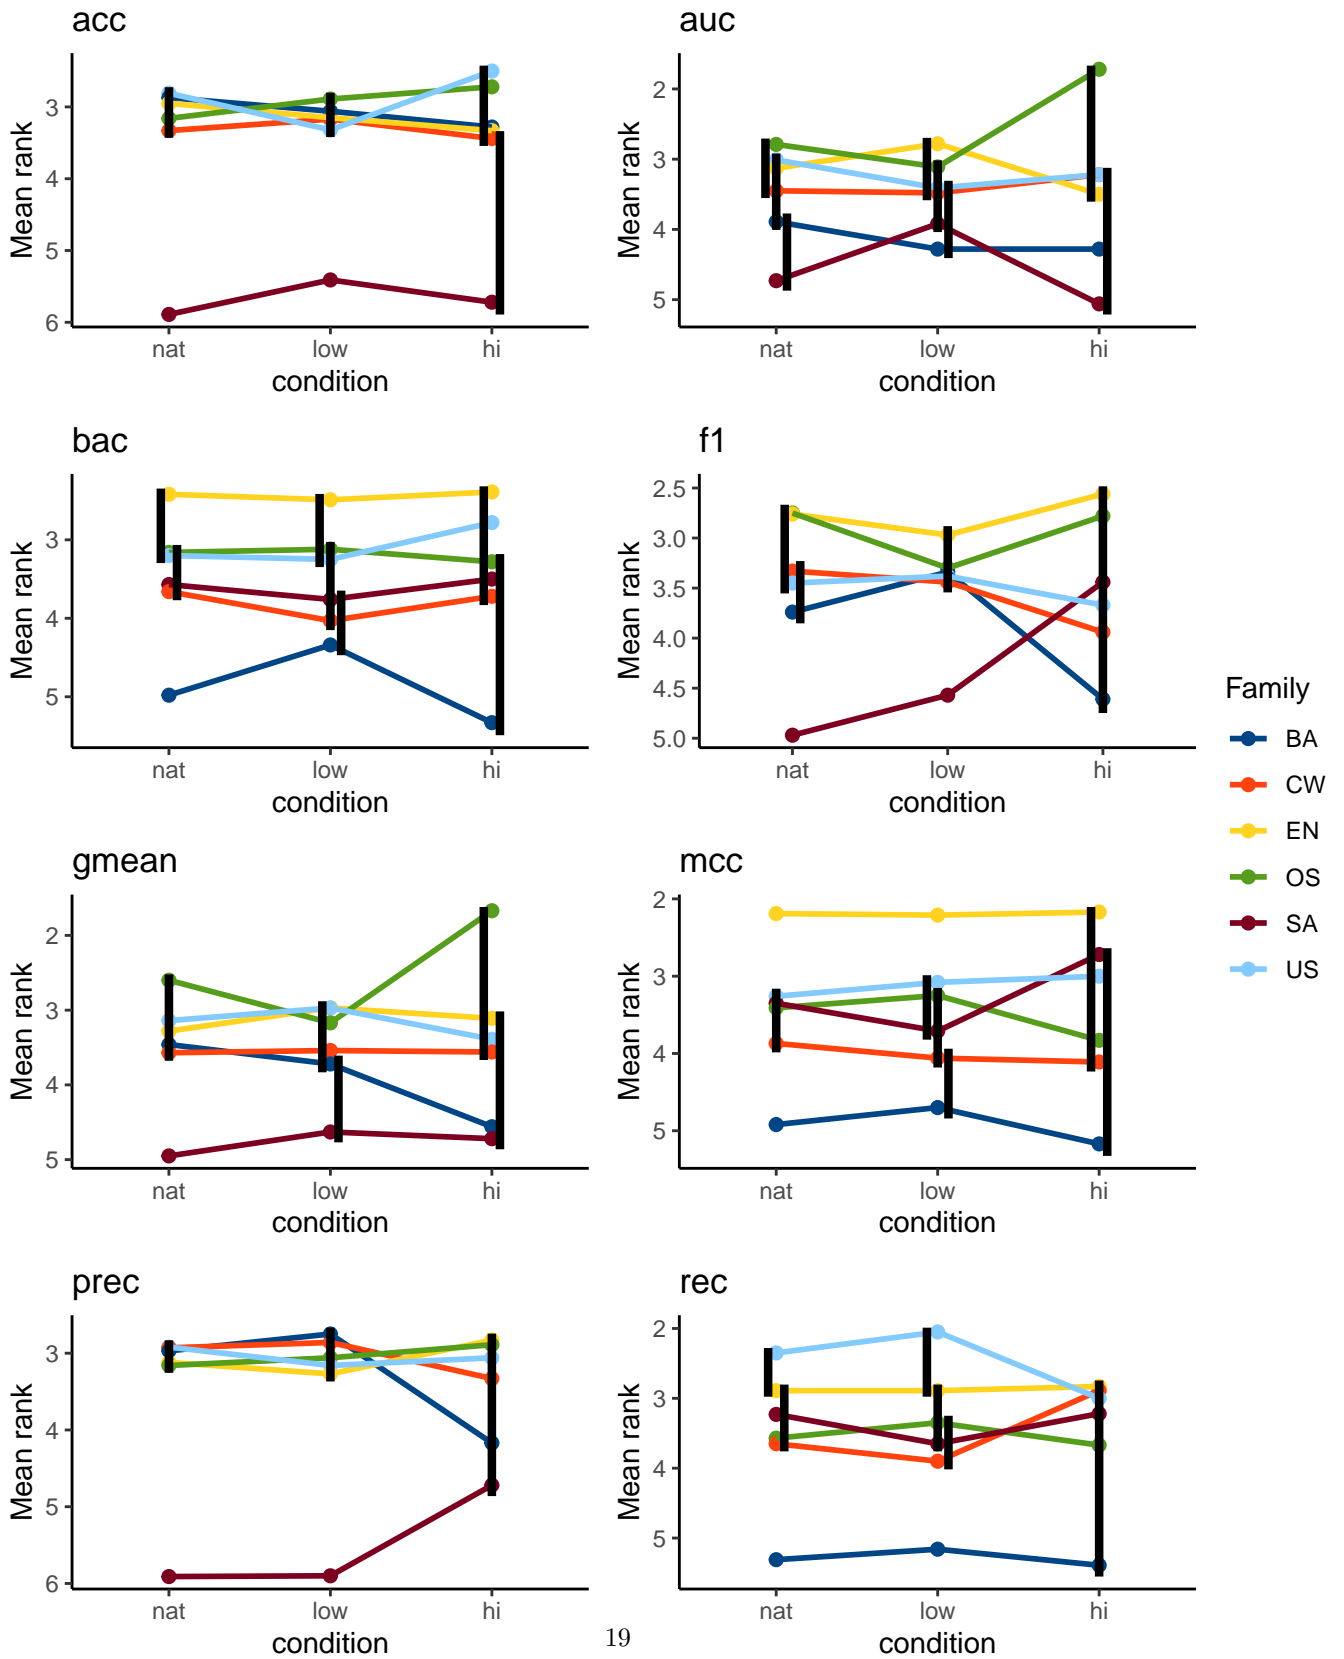 acc
Mean rank
3
4
5
6
nat low hi
condition
auc
Mean rank
2
3
4
5
nat low hi
condition
bac
Mean rank
3
4
5
nat low hi
condition
f1
Mean rank
2.5
3.0
3.5
4.0
4.5
5.0
nat low hi
condition
gmean
Mean rank
2
3
4
5
nat low hi
condition
mcc
Mean rank
2
3
4
5
nat low hi
condition
prec
Mean rank
3
4
5
6
nat low hi
condition
rec
Mean rank
2
3
4
5
nat low hi
condition
Family
BA
CW
EN
OS
SA
US
19